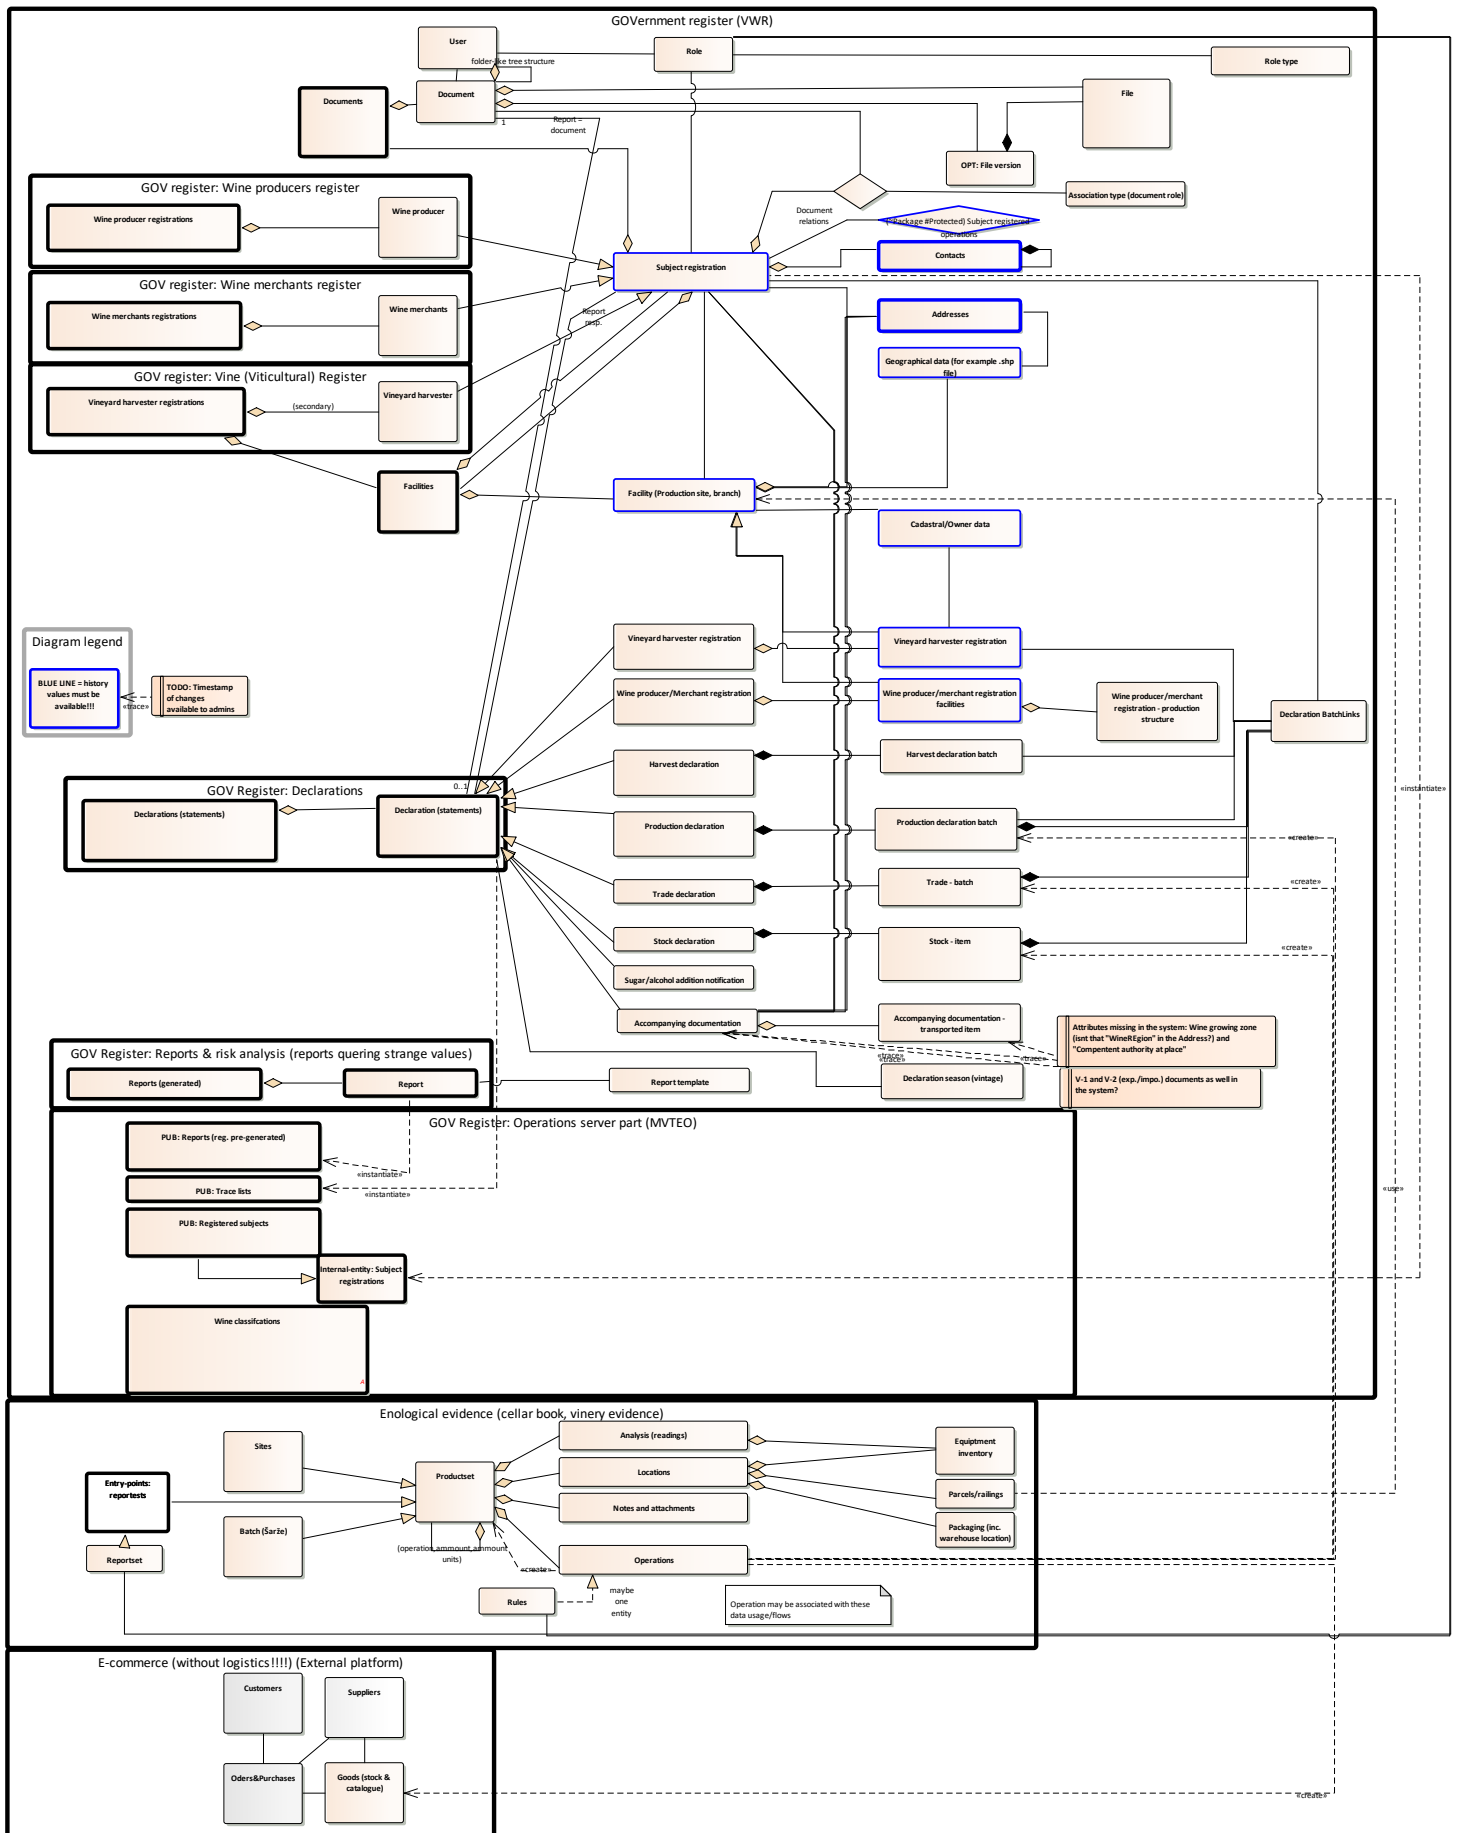 GOVernment register (VWR)
User
Role
Role type
folder-like tree structure
Document
Documents
File
1
Report =
document
OPT: File version
Association type (document role)
GOV register: Wine producers register
Wine producer registrations
Wine producer
Document
relations
(~Package #Protected) Subject registered
operations
Subject registration
Contacts
GOV register: Wine merchants register
Wine merchants registrations
Wine merchants
Report
resp.
Addresses
Geographical data (for example .shp
file)
GOV register: Vine (Viticultural) Register
Vineyard harvester registrations
(secondary)
Vineyard harvester
Facilities
Facility (Production site, branch)
Cadastral/Owner data
Diagram legend
BLUE LINE = history
values must be
available!!!
«trace»
TODO: Timestamp
of changes
available to admins
Vineyard harvester registration
Vineyard harvester registration
Wine producer/Merchant registration
Wine producer/merchant registration
facilities
Wine producer/merchant
registration - production
structure
Declaration BatchLinks
Harvest declaration
Harvest declaration batch
«instantiate»
0..1
GOV Register: Declarations
Declarations (statements)
Declaration (statements)
Production declaration
Production declaration batch
«create»
Trade declaration
Trade - batch
«create»
Stock declaration
Stock - item
«create»
Sugar/alcohol addition notification
Accompanying documentation
Accompanying documentation -
transported item
Attributes missing in the system: Wine growing zone
(isnt that "WineREgion" in the Address?) and
"Compentent authority at place"
«trace»
«trace»
«trace»
V-1 and V-2 (exp./impo.) documents as well in
the system?
GOV Register: Reports & risk analysis (reports quering strange values)
Reports (generated)
Report
Report template
Declaration season (vintage)
GOV Register: Operations server part (MVTEO)
PUB: Reports (reg. pre-generated)
«instantiate»
PUB: Trace lists
«instantiate»
«use»
PUB: Registered subjects
Internal-entity: Subject
registrations
Wine classifcations
A
Enological evidence (cellar book, vinery evidence)
Sites
Analysis (readings)
Equiptment
inventory
Entry-points:
reportests
Productset
Locations
Parcels/railings
Notes and attachments
Batch (Šarže)
Packaging (inc.
warehouse location)
Reportset
(operation,ammount,ammount
units)
«create»
Operations
Rules
maybe
one
entity
Operation may be associated with these
data usage/flows
E-commerce (without logistics!!!!) (External platform)
Customers
Suppliers
Oders&Purchases
Goods (stock &
catalogue)
«create»